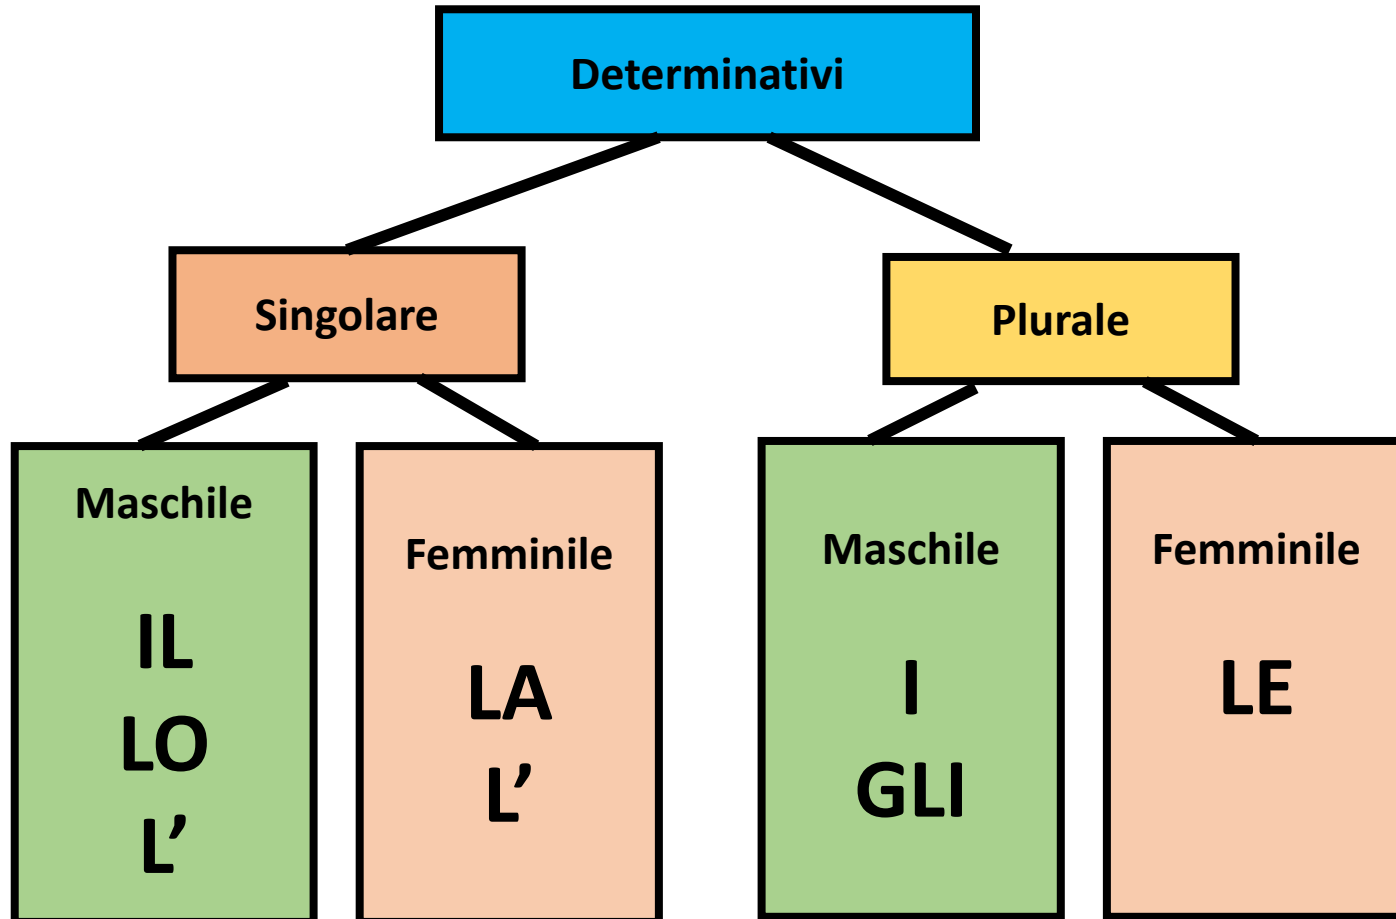 Determinativi
Singolare
Plurale
Maschile
IL
LO
L’
Femminile
LA
L’
Maschile
I
GLI
Femminile
LE